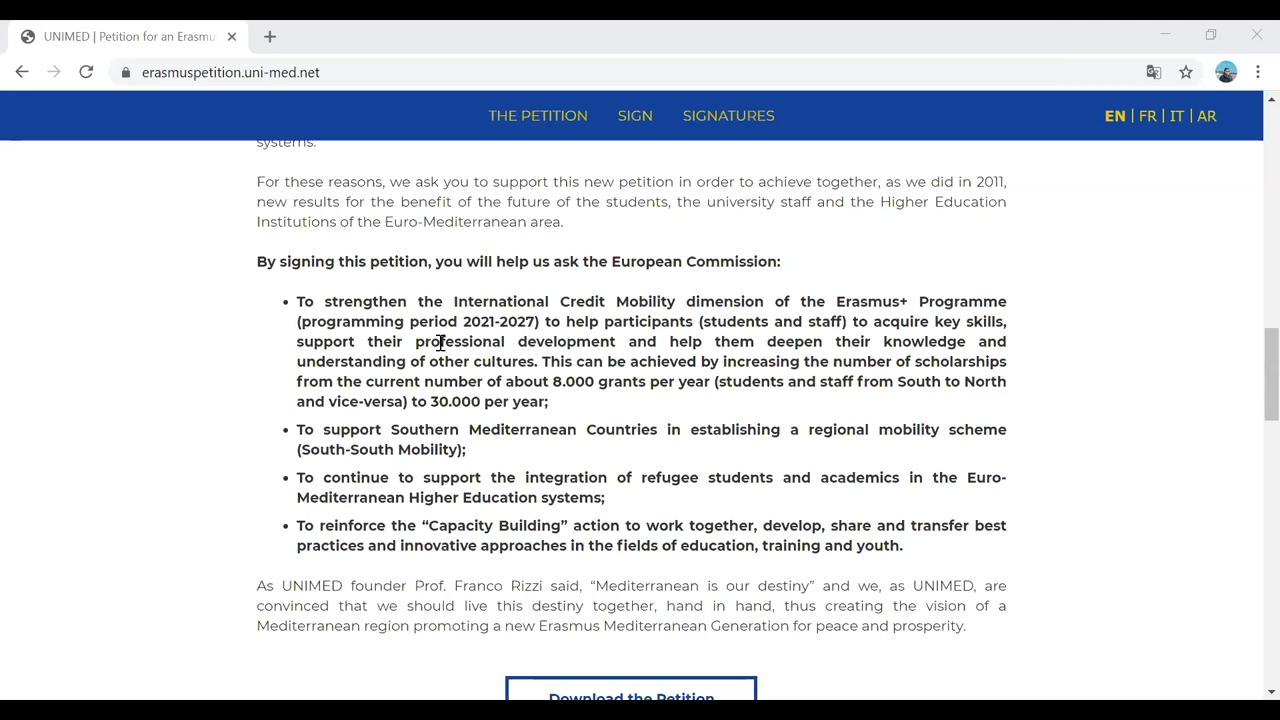 UNIMED | Petition for an Erasmu
erasmuspetition.uni-med.net
THE PETITION SIGN SIGNATURES EN | FR | IT | AR
systems.
For these reasons, we ask you to support this new petition in order to achieve together, as we did in 2011,
new results for the benefit of the future of the students, the university staff and the Higher Education
Institutions of the Euro-Mediterranean area.
By signing this petition, you will help us ask the European Commission:
• To strengthen the International Credit Mobility dimension of the Erasmus+ Programme
(programming period 2021-2027) to help participants (students and staff) to acquire key skills,
support their professional development and help them deepen their knowledge and
understanding of other cultures. This can be achieved by increasing the number of scholarships
from the current number of about 8.000 grants per year (students and staff from South to North
and vice-versa) to 30.000 per year;
• To support Southern Mediterranean Countries in establishing a regional mobility scheme
(South-South Mobility);
• To continue to support the integration of refugee students and academics in the Euro-
Mediterranean Higher Education systems;
• To reinforce the “Capacity Building” action to work together, develop, share and transfer best
practices and innovative approaches in the fields of education, training and youth.
As UNIMED founder Prof. Franco Rizzi said, “Mediterranean is our destiny” and we, as UNIMED, are
convinced that we should live this destiny together, hand in hand, thus creating the vision of a
Mediterranean region promoting a new Erasmus Mediterranean Generation for peace and prosperity.
Download the Petition